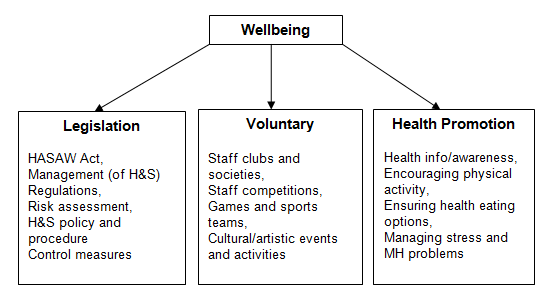 Wellbeing
Legislation
HASAW Act,
Management (of H&S)
Regulations,
Risk assessment,
H&S policy and
procedure
Control measures
Voluntary
Staff clubs and
societies,
Staff competitions,
Games and sports
teams,
Cultural/artistic events
and activities
Health Promotion
Health info/awareness,
Encouraging physical
activity,
Ensuring health eating
options,
Managing stress and
MH problems